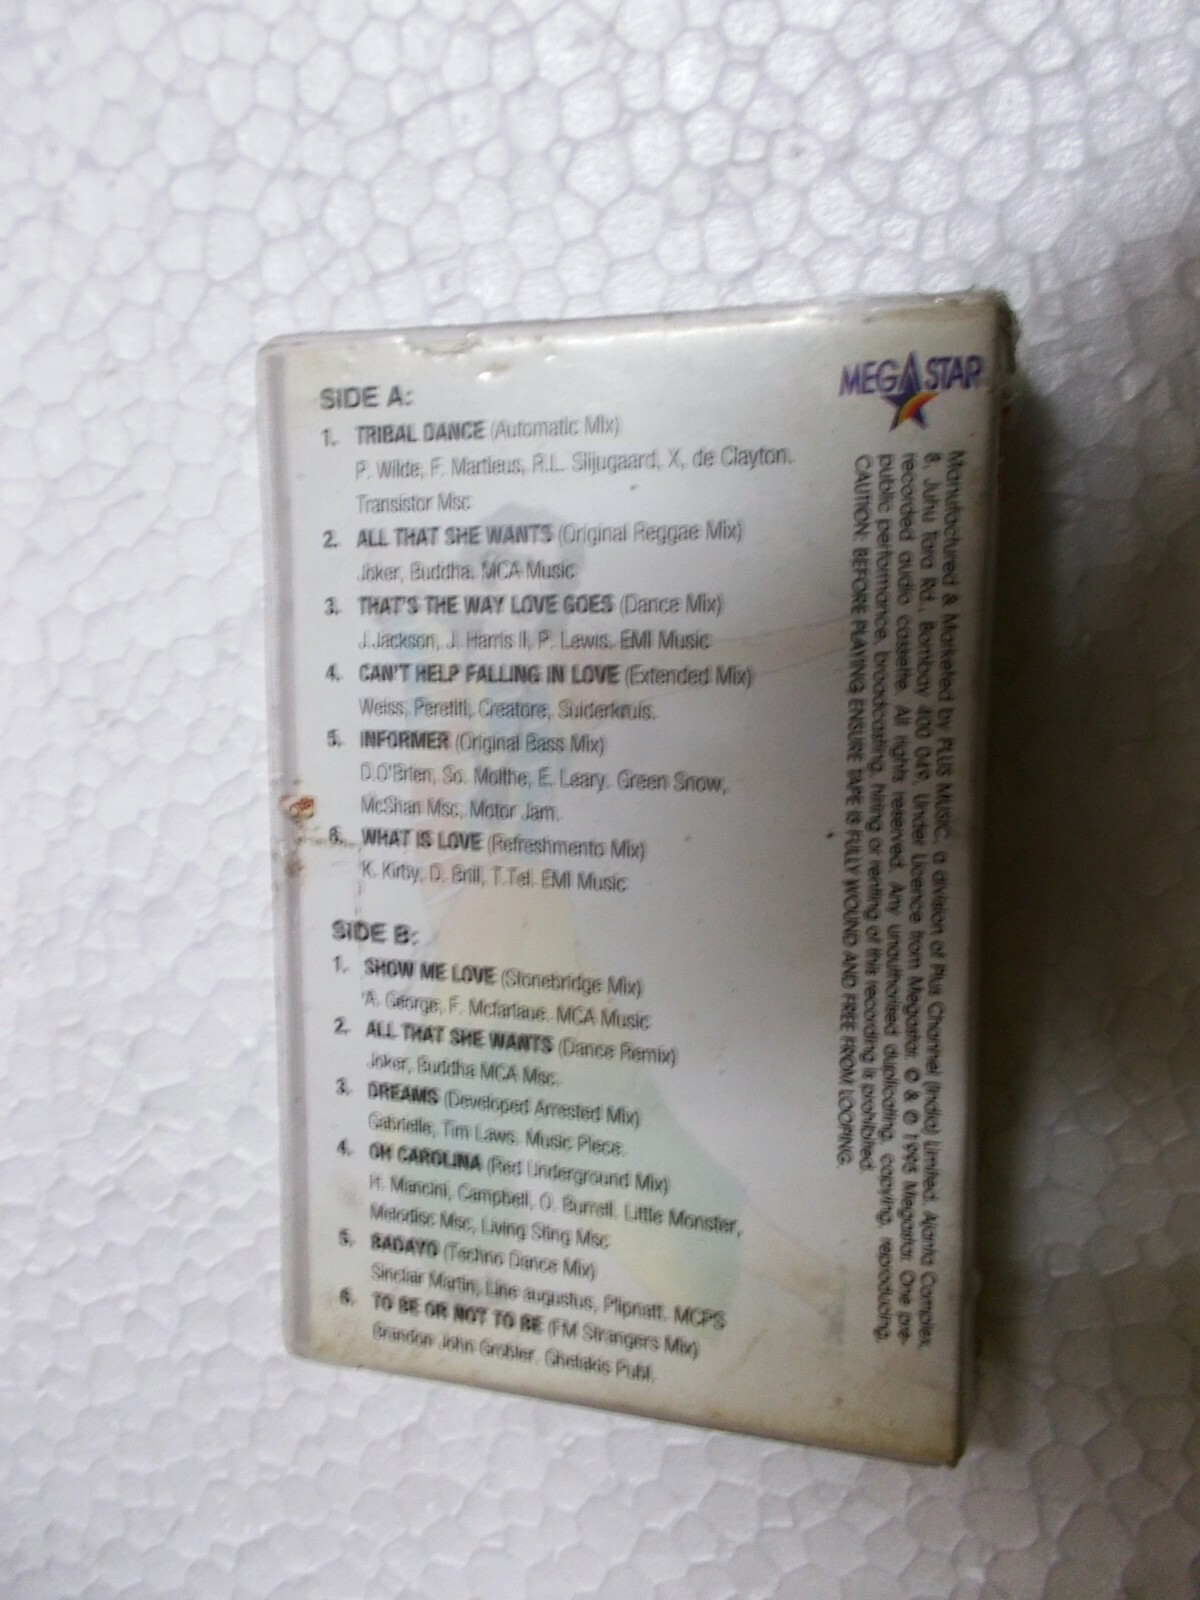 SIDE A:
1. TRIBAL DANCE (Automatic Mix)
P. Wilde, F. Martieus, R.L. Slijugaard, X, de Clayton.
Transistor Msc
2. ALL THAT SHE WANTS (Original Reggae Mix)
Joker, Buddha. MCA Music
3. THAT'S THE WAY LOVE GOES (Dance Mix)
J.Jackson, J. Harris II, P. Lewis. EMI Music
4. CAN'T HELP FALLING IN LOVE (Extended Mix)
Weiss, Peretiti, Creatore, Suiderkruis.
5. INFORMER (Original Bass Mix)
D.O'Brien, So. Molthe, E. Leary. Green Snow,
McShan Msc, Motor Jam.
6. WHAT IS LOVE (Refreshmento Mix)
K. Kirby, D. Brill, T.Tel. EMI Music
SIDE B:
1. SHOW ME LOVE (Stonebridge Mix)
A. George, F. Mcfarlaue. MCA Music
2. ALL THAT SHE WANTS (Dance Remix)
Joker, Buddha MCA Msc.
3. DREAMS (Developed Arrested Mix)
Gabrielle, Tim Laws. Music Piece.
4. OH CAROLINA (Red Underground Mix)
H. Mancini, Campbell, O. Burrell. Little Monster,
Melodisc Msc, Living Sting Msc
5. BADAYO (Techno Dance Mix)
Sinclair Martin, Line augustus, Plipnatt. MCPS
6. TO BE OR NOT TO BE (FM Strangers Mix)
Brandon John Grobler. Ghetakis Publ.
MEGASTAR
Manufactured & Marketed by PLUS MUSIC, a division of Plus Channel (India) Limited. Ajanta Complex,
8, Juhu Tara Rd., Bombay 400 049. Under Licence from Megastar. © & ℗ 1995 Megastar. One pre-
recorded audio cassette. All rights reserved. Any unauthorised duplicating, copying, reproducing,
public performance, broadcasting, hiring or renting of this recording is prohibited.
CAUTION: BEFORE PLAYING ENSURE TAPE IS FULLY WOUND AND FREE FROM LOOPING.